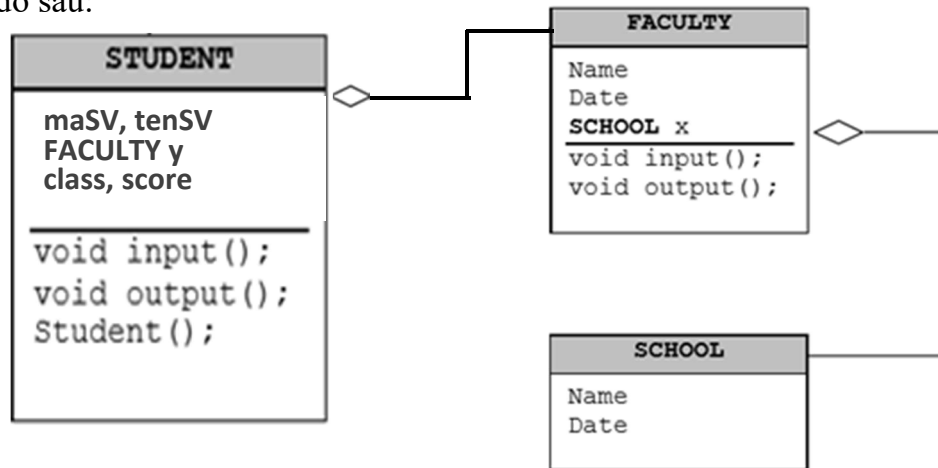 sau:
STUDENT
maSV, tenSV
FACULTY y
class, score
void input();
void output();
Student();
FACULTY
Name
Date
SCHOOL x
void input();
void output();
SCHOOL
Name
Date